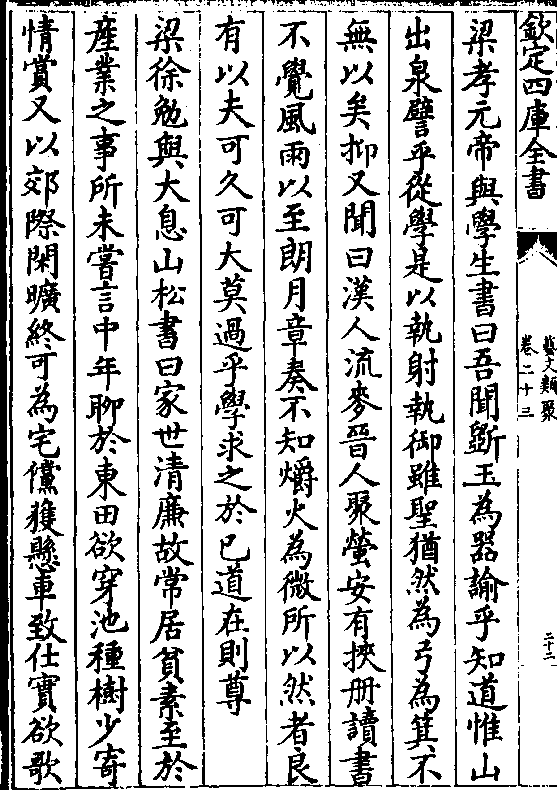 欽定四庫全書
藝文類聚
卷二十三
二十二
梁孝元帝與學生書曰吾聞斵玉為器諭乎知道惟山
出泉譬乎從學是以執射執御雖聖猶然為弓為箕不
無以矣抑又聞曰漢人流麥晉人聚螢安有挾册讀書
不覺風雨以至朗月章奏不知爝火為微所以然者良
有以夫可久可大莫過乎學求之於已道在則尊
梁徐勉與大息山松書曰家世清廉故常居貧素至於
產業之事所未嘗言中年聊於東田欲穿池種樹少寄
情賞又以郊際閑曠終可為宅儻獲懸車致仕實欲歌